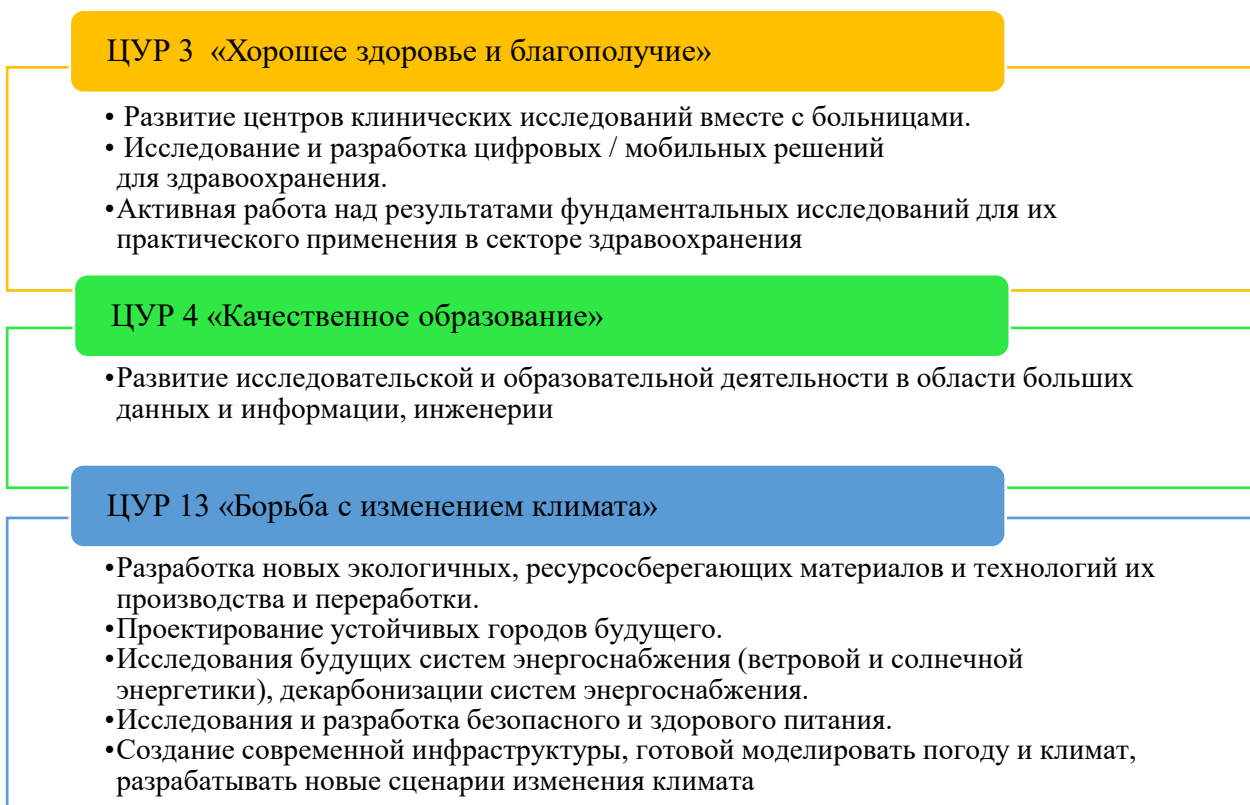 ЦУР 3 «Хорошее здоровье и благополучие»
• Развитие центров клинических исследований вместе с больницами.
• Исследование и разработка цифровых / мобильных решений
для здравоохранения.
•Активная работа над результатами фундаментальных исследований для их
практического применения в секторе здравоохранения
ЦУР 4 «Качественное образование»
•Развитие исследовательской и образовательной деятельности в области больших
данных и информации, инженерии
ЦУР 13 «Борьба с изменением климата»
•Разработка новых экологичных, ресурсосберегающих материалов и технологий их
производства и переработки.
•Проектирование устойчивых городов будущего.
•Исследования будущих систем энергоснабжения (ветровой и солнечной
энергетики), декарбонизации систем энергоснабжения.
•Исследования и разработка безопасного и здорового питания.
•Создание современной инфраструктуры, готовой моделировать погоду и климат,
разрабатывать новые сценарии изменения климата